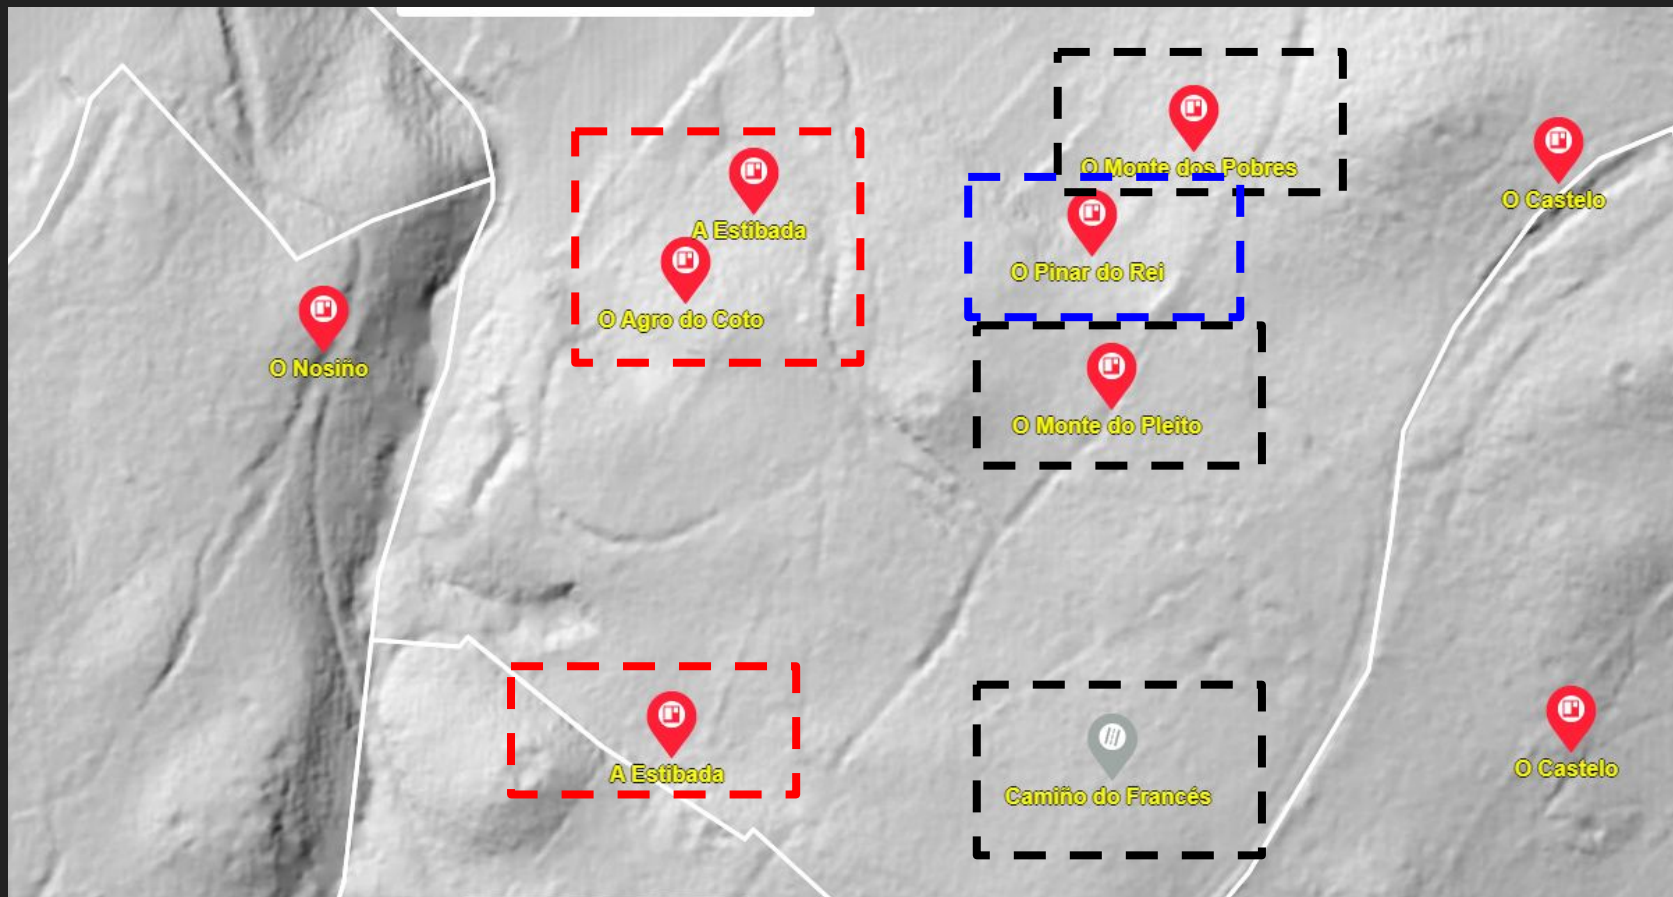 O Monte dos Pobres
O Castelo
A Estibada
O Pinar do Rei
O Agro do Coto
O Nosiño
O Monte do Pleito
A Estibada
Camiño do Francés
O Castelo